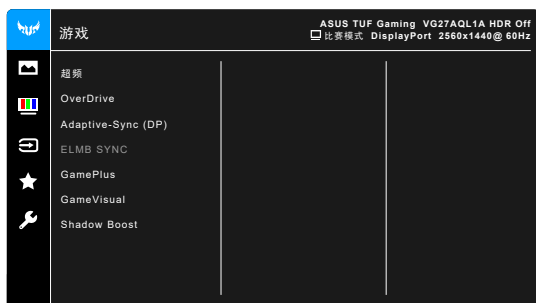 ASUS TUF Gaming VG27AQL1A HDR Off
游戏
比赛模式 DisplayPort 2560x1440@ 60Hz
超频
OverDrive
Adaptive-Sync (DP)
ELMB SYNC
GamePlus
GameVisual
Shadow Boost